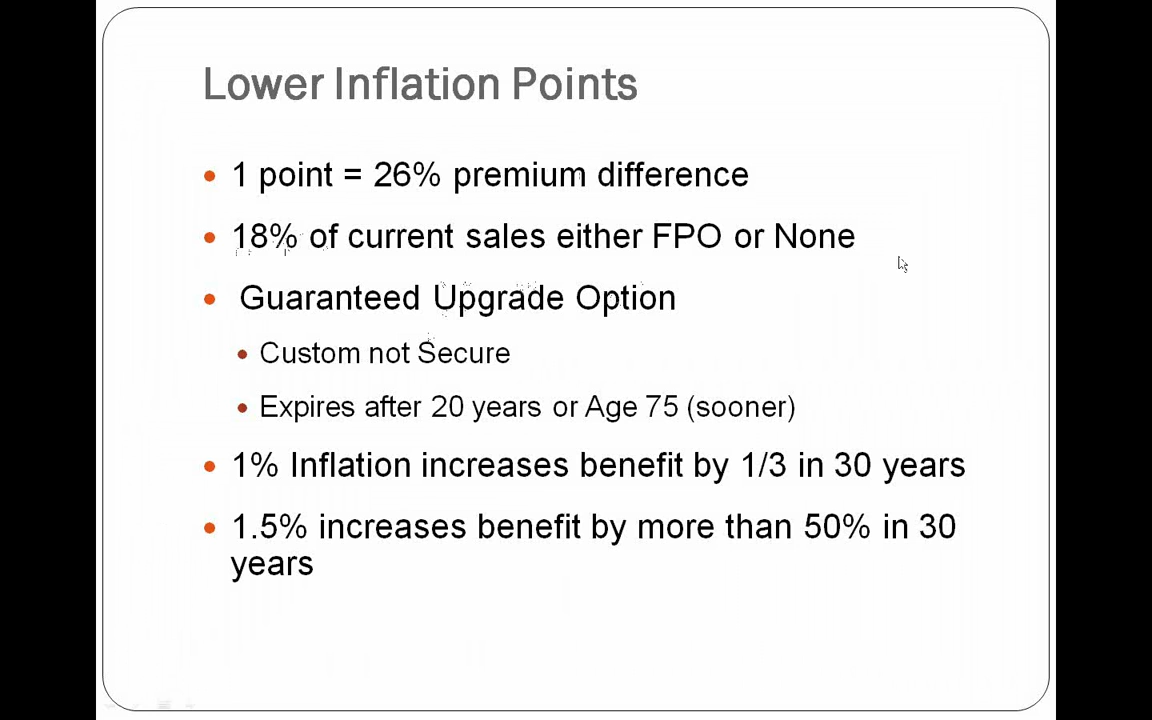 Lower Inflation Points
• 1 point = 26% premium difference
• 18% of current sales either FPO or None
• Guaranteed Upgrade Option
• Custom not Secure
• Expires after 20 years or Age 75 (sooner)
• 1% Inflation increases benefit by 1/3 in 30 years
• 1.5% increases benefit by more than 50% in 30
years